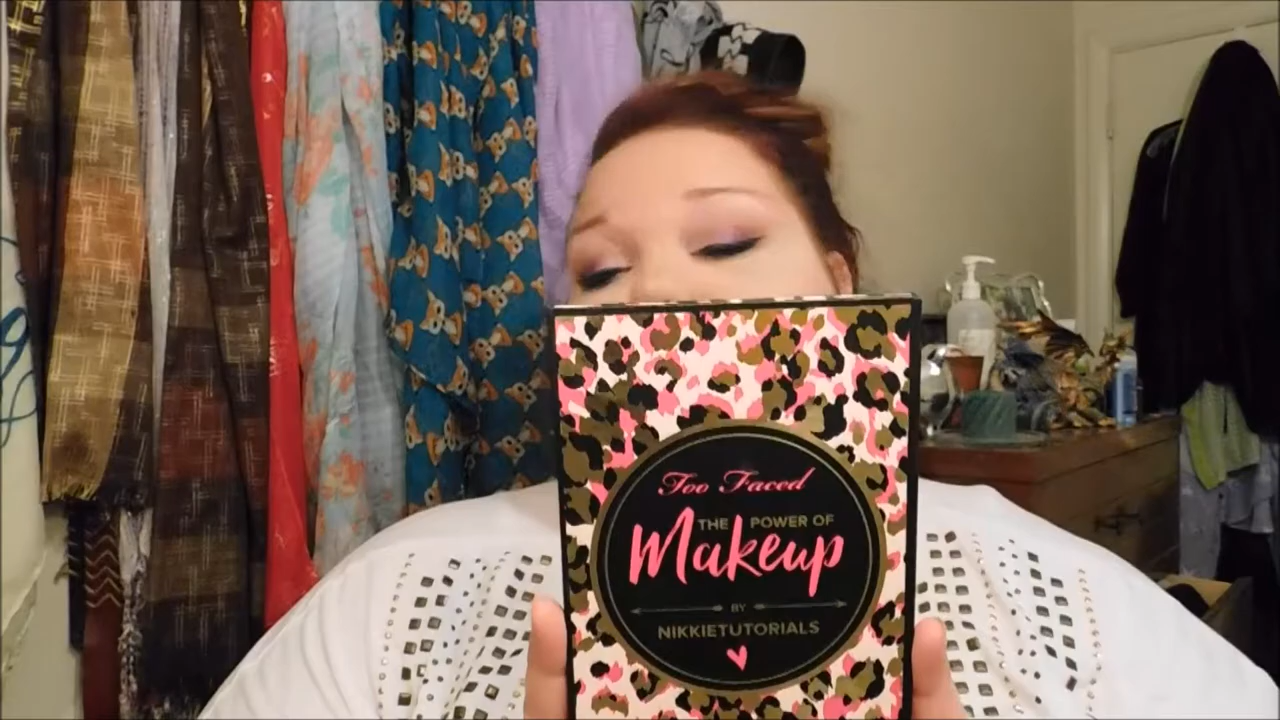 Too Faced
THE POWER OF
Makeup
BY
NIKKIETUTORIALS